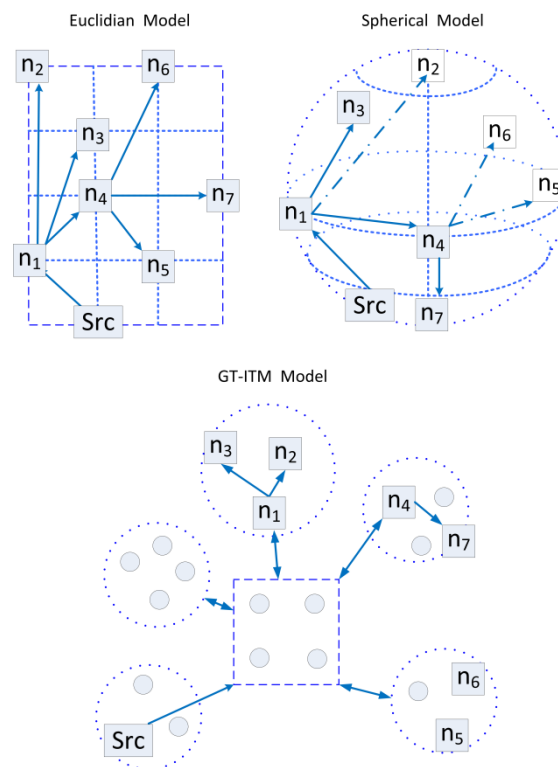 Euclidian Model
n2
n6
n3
n4
n7
n1
n5
Src
Spherical Model
n2
n3
n6
n5
n1
n4
Src
n7
GT-ITM Model
n3
n2
n1
n4
n7
n6
n5
Src